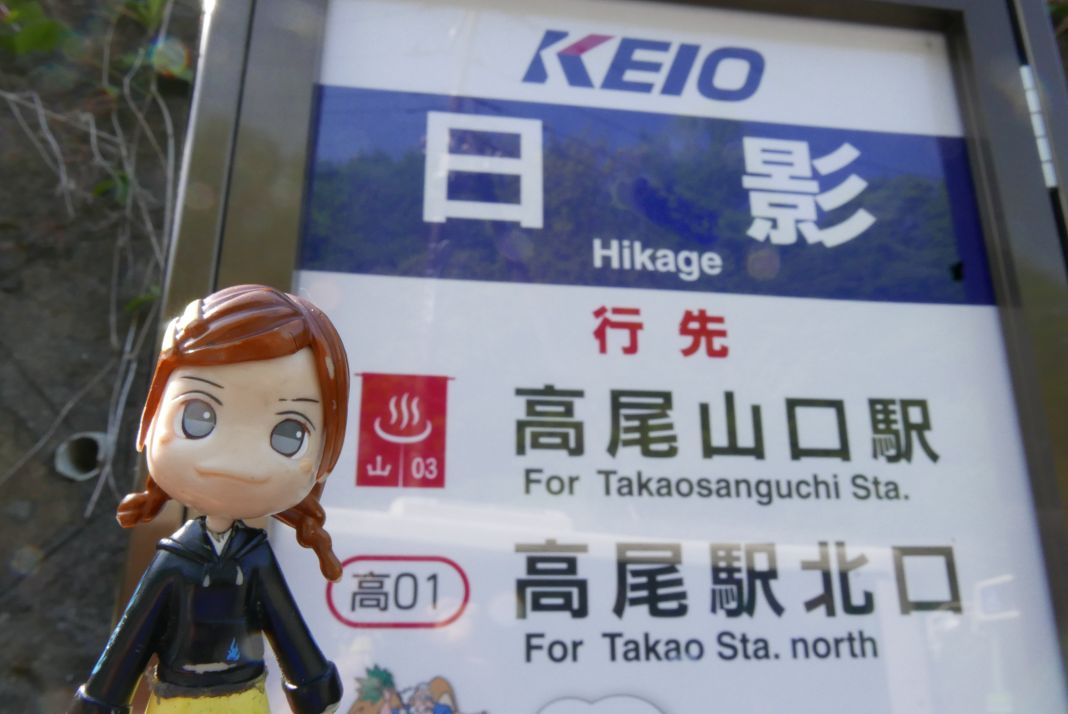 KEIO
日影
Hikage
行先
山 03
高尾山口駅
For Takaosanguchi Sta.
高01
高尾駅北口
For Takao Sta. north